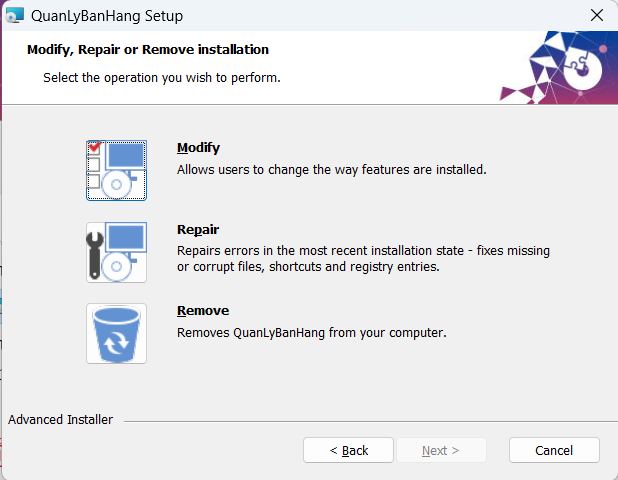 QuanLyBanHang Setup
Modify, Repair or Remove installation
Select the operation you wish to perform.
Modify
Allows users to change the way features are installed.
Repair
Repairs errors in the most recent installation state - fixes missing
or corrupt files, shortcuts and registry entries.
Remove
Removes QuanLyBanHang from your computer.
Advanced Installer
< Back
Next >
Cancel